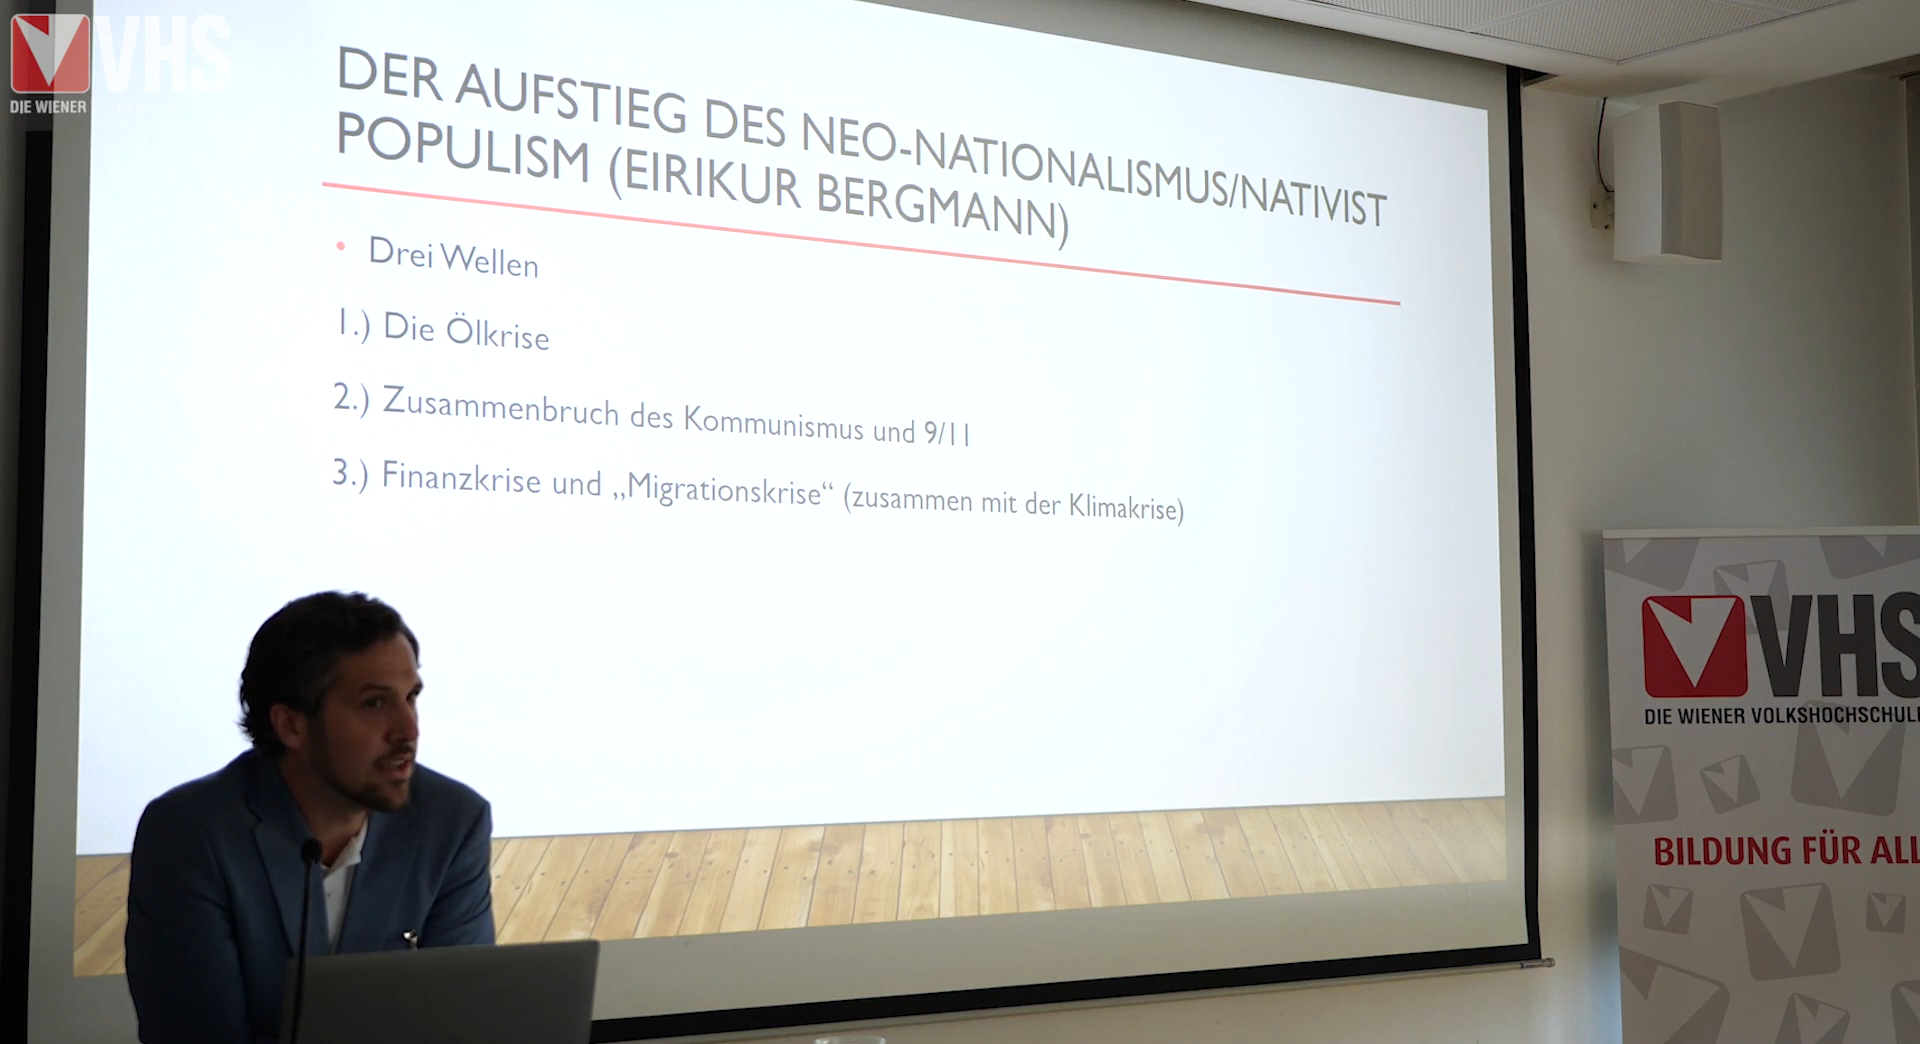 VHS
DIE WIENER
DER AUFSTIEG DES NEO-NATIONALISMUS/NATIVIST
POPULISM (EIRIKUR BERGMANN)
• Drei Wellen
1.) Die Ölkrise
2.) Zusammenbruch des Kommunismus und 9/11
3.) Finanzkrise und „Migrationskrise“ (zusammen mit der Klimakrise)
VHS
DIE WIENER VOLKSHOCHSCHULE
BILDUNG FÜR ALL